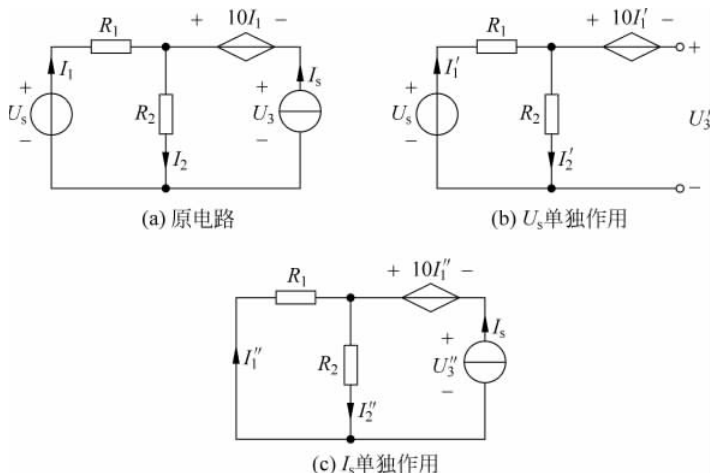 + 10I₁ −
R₁
I₁
Iₛ
+
Uₛ
−
R₂
+
U₃
−
I₂
(a) 原电路
+ 10I₁′ −
R₁
I₁′
+
Uₛ
−
R₂
I₂′
+
U₃′
−
(b) Uₛ单独作用
+ 10I₁″ −
R₁
Iₛ
I₁″
R₂
+
U₃″
−
I₂″
(c) Iₛ单独作用